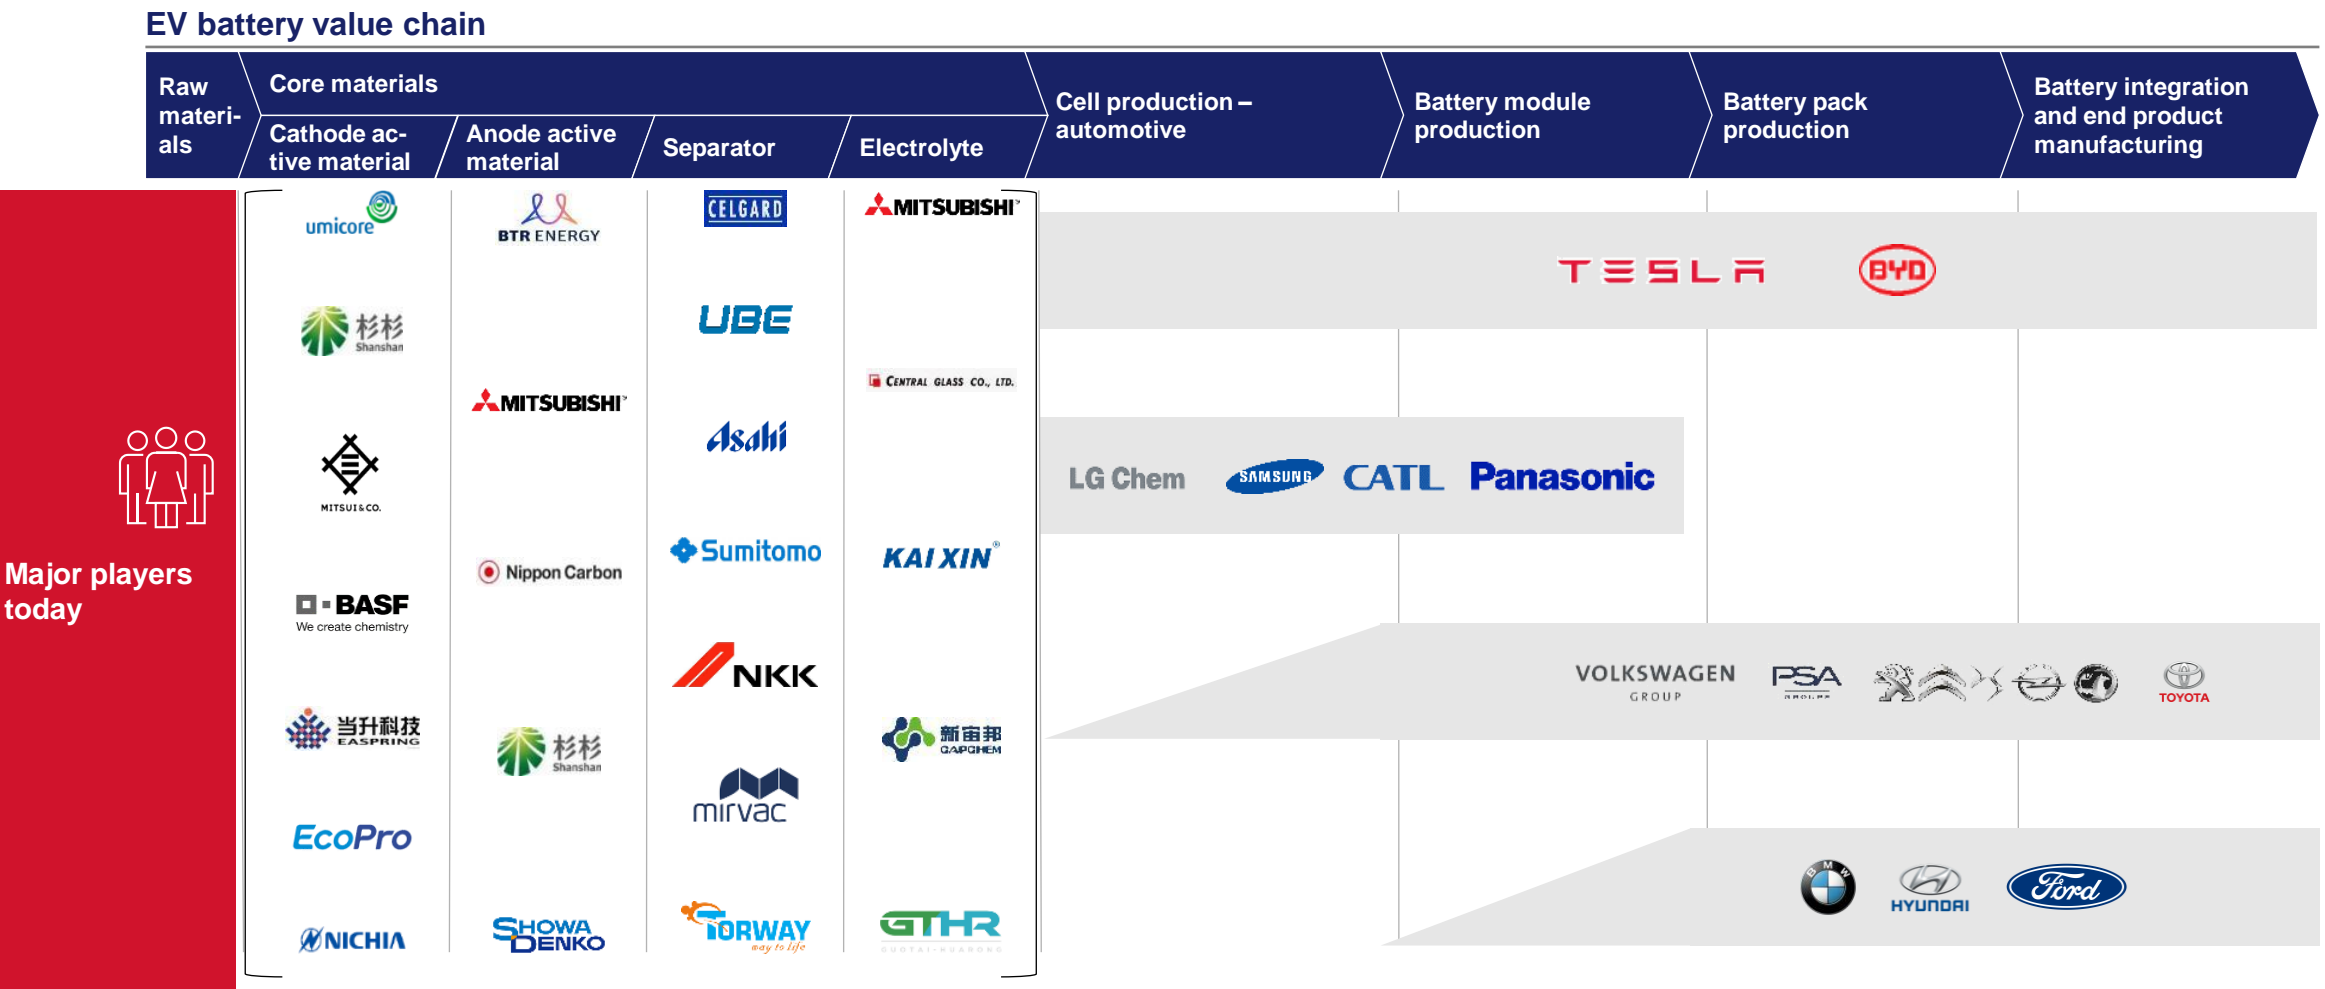 EV battery value chain
Raw
materi-
als
Core materials
Cathode ac-
tive material
Anode active
material
Separator
Electrolyte
Cell production –
automotive
Battery module
production
Battery pack
production
Battery integration
and end product
manufacturing
Major players
today
umicore
杉杉
Shanshan
MITSUI & CO.
BASF
We create chemistry
当升科技
EASPRING
EcoPro
NICHIA
BTR ENERGY
MITSUBISHI
Nippon Carbon
杉杉
Shanshan
SHOWA
DENKO
CELGARD
UBE
Asahi
Sumitomo
NKK
mirvac
TORWAY
way to life
MITSUBISHI
CENTRAL GLASS CO., LTD.
KAIXIN®
新宙邦
CAPCHEM
GTHR
GUOTAI-HUARONG
TESLA
BYD
LG Chem
SAMSUNG
CATL
Panasonic
VOLKSWAGEN
GROUP
PSA
GROUPE
TOYOTA
BMW
HYUNDAI
Ford